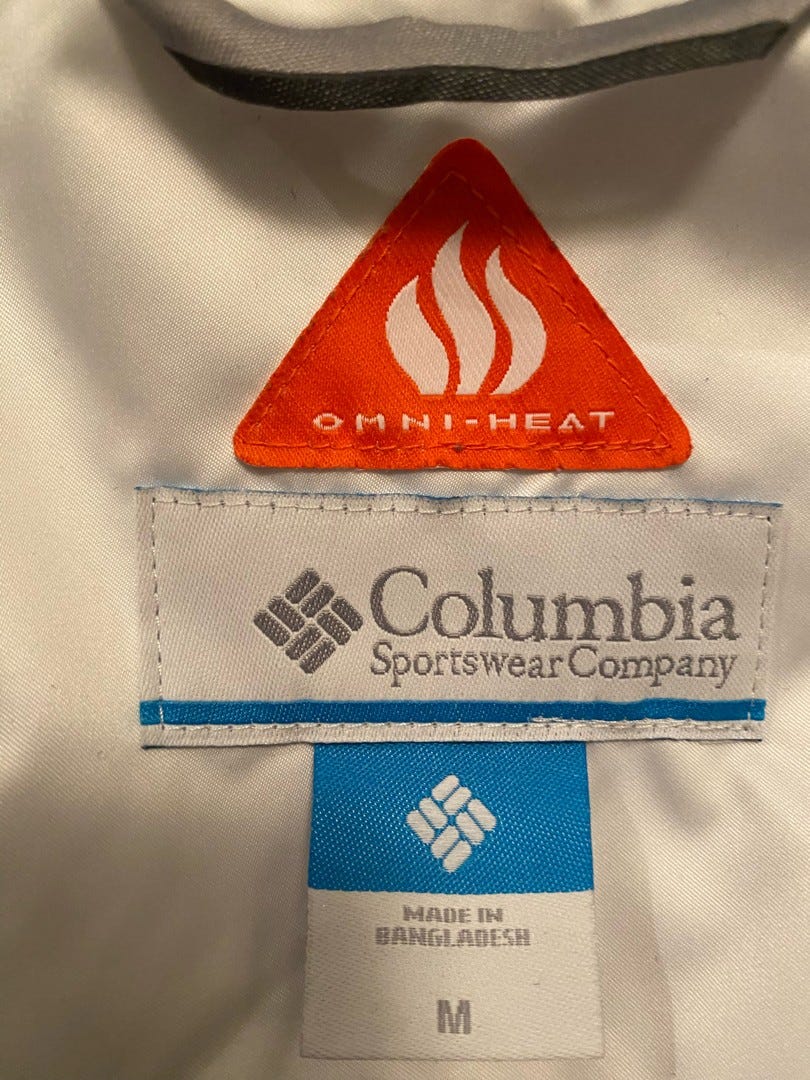 OMNI-HEAT
Columbia
Sportswear Company
MADE IN
BANGLADESH
M